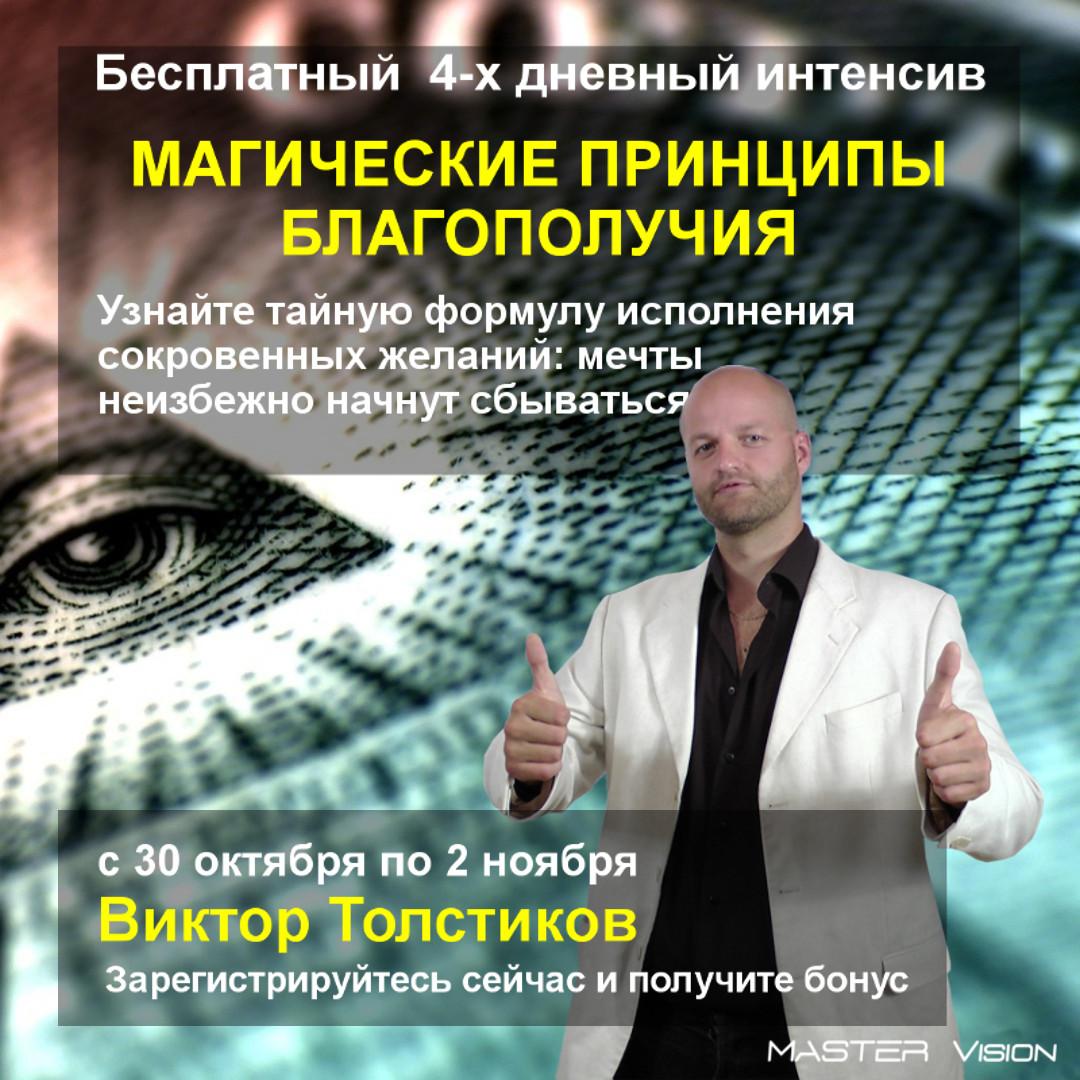 Бесплатный 4-х дневный интенсив
МАГИЧЕСКИЕ ПРИНЦИПЫ
БЛАГОПОЛУЧИЯ
Узнайте тайную формулу исполнения
сокровенных желаний: мечты
неизбежно начнут сбываться
с 30 октября по 2 ноября
Виктор Толстиков
Зарегистрируйтесь сейчас и получите бонус
MASTER VISION